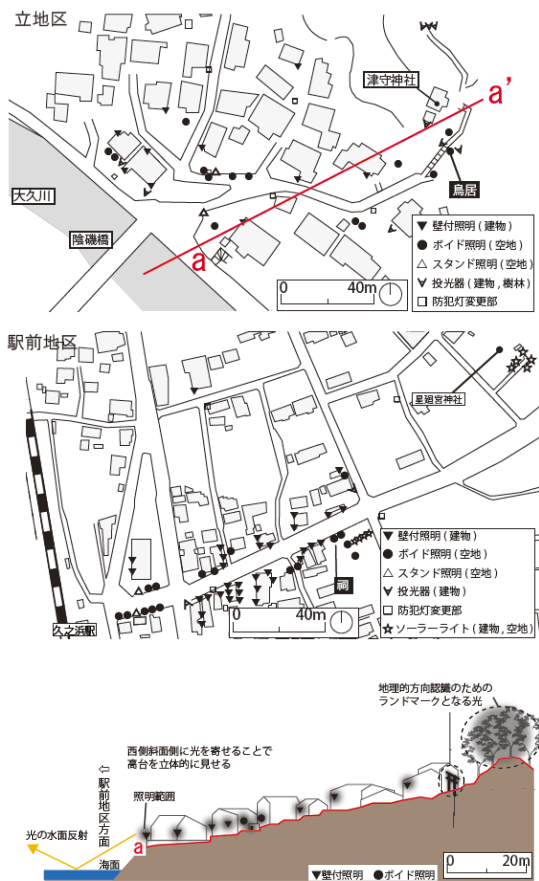 立地区
津守神社
a'
大久川
鳥居
陰磯橋
a
▼壁付照明(建物)
●ボイド照明(空地)
△スタンド照明(空地)
投光器(建物,樹林)
□防犯灯変更部
0 40m
駅前地区
星廻宮神社
▼壁付照明(建物)
●ボイド照明(空地)
△スタンド照明(空地)
投光器(建物)
□防犯灯変更部
☆ソーラーライト(建物,空地)
祠
久之浜駅
0 40m
地理的方向認識のための
ランドマークとなる光
西側斜面側に光を寄せることで
高台を立体的に見せる
⇦駅前地区方面
照明範囲
光の水面反射
a
海面
0 20m
▼壁付照明 ●ボイド照明